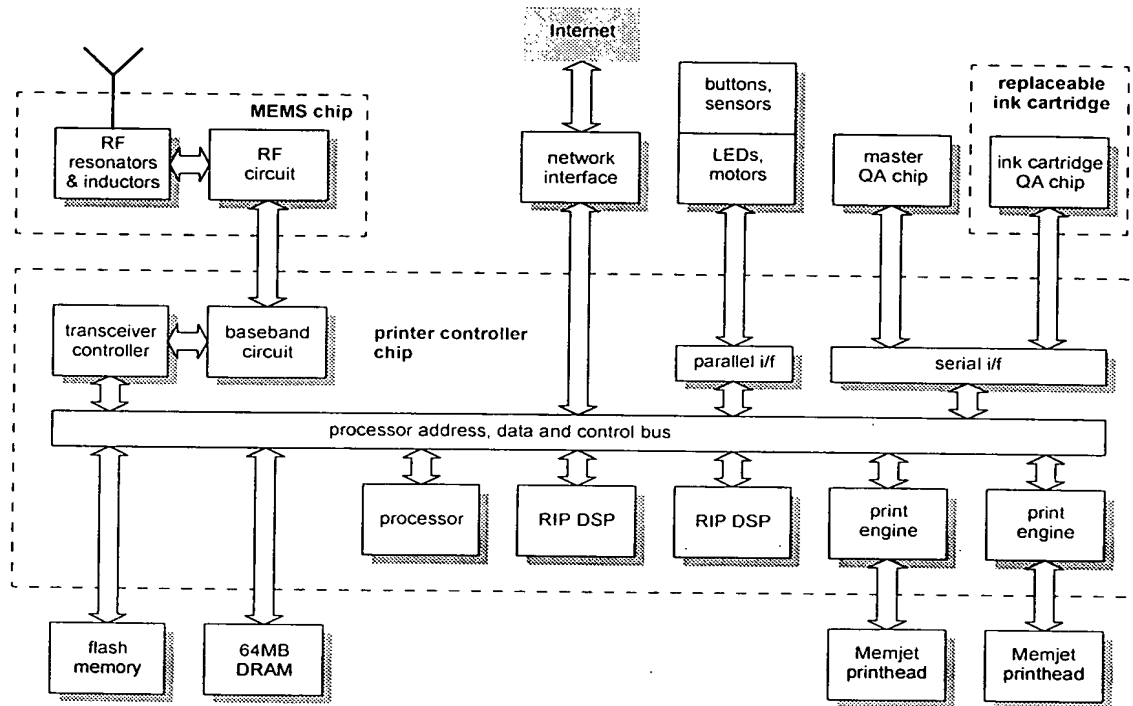 Internet
MEMS chip
RF
resonators
& inductors
RF
circuit
network
interface
buttons,
sensors
LEDs,
motors
master
QA chip
replaceable
ink cartridge
ink cartridge
QA chip
transceiver
controller
baseband
circuit
printer controller
chip
parallel i/f
serial i/f
processor address, data and control bus
processor
RIP DSP
RIP DSP
print
engine
print
engine
flash
memory
64MB
DRAM
Memjet
printhead
Memjet
printhead